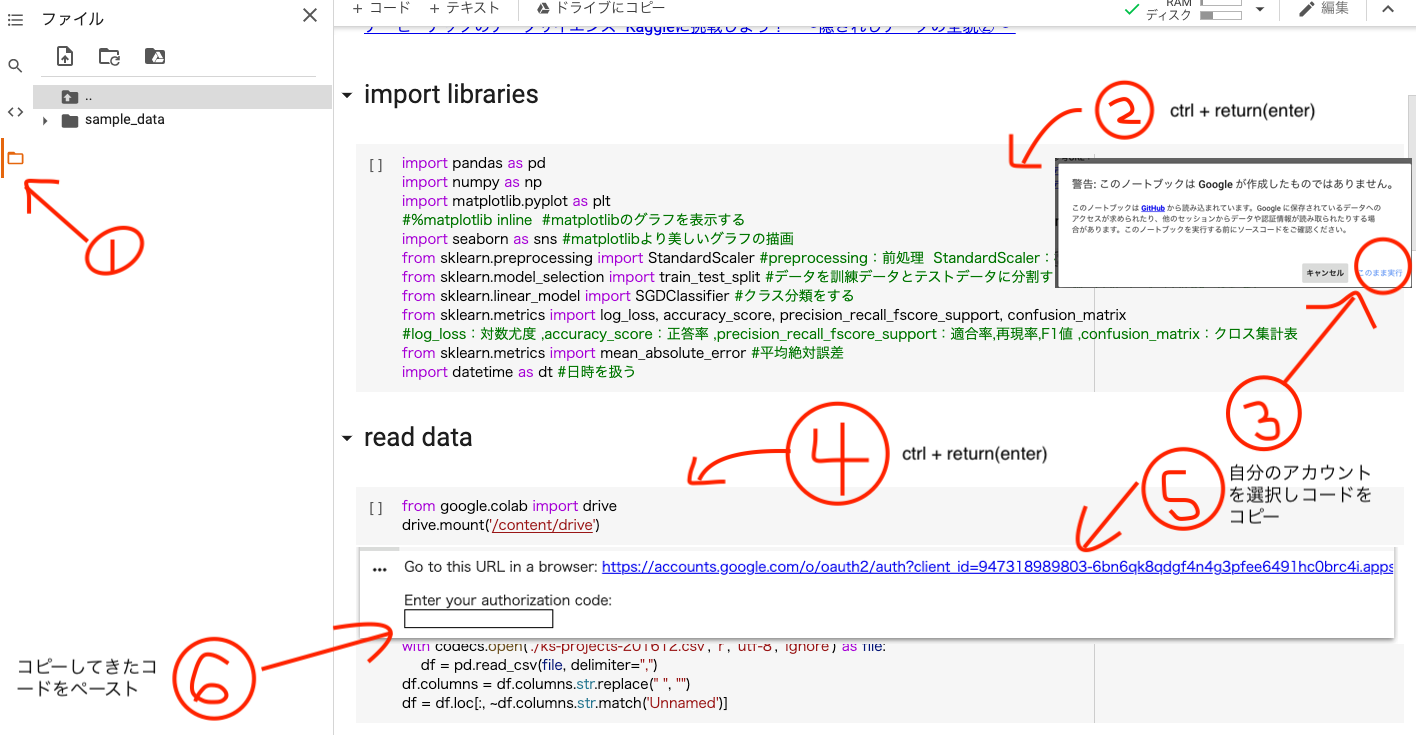 ファイル
+ コード + テキスト ドライブにコピー
RAM
ディスク
編集
..
sample_data
import libraries
② ctrl + return(enter)
[ ] import pandas as pd
import numpy as np
import matplotlib.pyplot as plt
#%matplotlib inline #matplotlibのグラフを表示する
import seaborn as sns #matplotlibより美しいグラフの描画
from sklearn.preprocessing import StandardScaler #preprocessing：前処理 StandardScaler：
from sklearn.model_selection import train_test_split #データを訓練データとテストデータに分割す
from sklearn.linear_model import SGDClassifier #クラス分類をする
from sklearn.metrics import log_loss, accuracy_score, precision_recall_fscore_support, confusion_matrix
#log_loss：対数尤度 ,accuracy_score：正答率 ,precision_recall_fscore_support：適合率,再現率,F1値 ,confusion_matrix：クロス集計表
from sklearn.metrics import mean_absolute_error #平均絶対誤差
import datetime as dt #日時を扱う
警告: このノートブックは Google が作成したものではありません。
このノートブックは GitHub から読み込まれています。Google に保存されているデータへの
アクセスが求められたり、他のセッションからデータや認証情報が読み取られたりする場
合があります。このノートブックを実行する前にソースコードをご確認ください。
キャンセル このまま実行
①
③
read data
④ ctrl + return(enter)
⑤ 自分のアカウント
を選択しコードを
コピー
[ ] from google.colab import drive
drive.mount('/content/drive')
Go to this URL in a browser: https://accounts.google.com/o/oauth2/auth?client_id=947318989803-6bn6qk8qdgf4n4g3pfee6491hc0brc4i.apps
Enter your authorization code:
with codecs.open('./ks-projects-201612.csv', 'r', 'utf-8', 'ignore') as file:
df = pd.read_csv(file, delimiter=",")
df.columns = df.columns.str.replace(" ", "")
df = df.loc[:, ~df.columns.str.match('Unnamed')]
⑥ コピーしてきたコ
ードをペースト